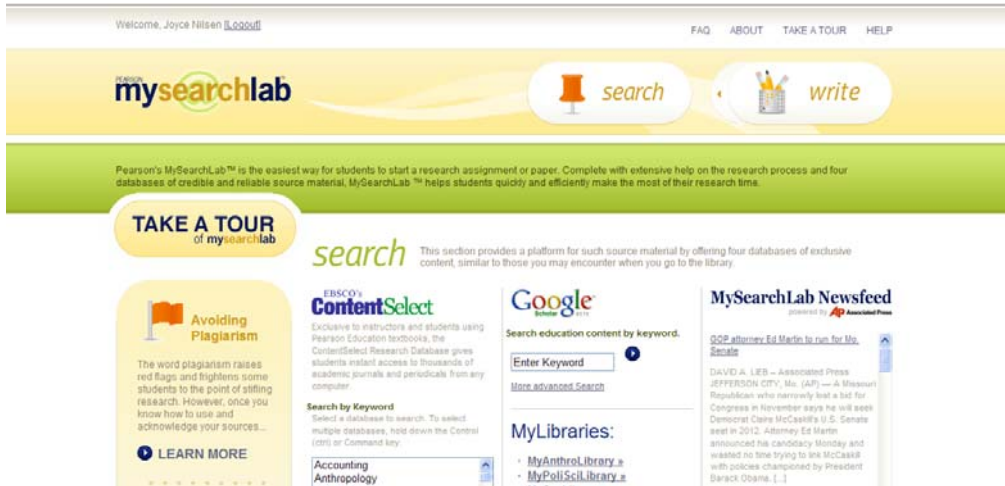 Welcome, Joyce Nilsen [Logout]
FAQ ABOUT TAKE A TOUR HELP
PEARSON
mysearchlab
search
write
Pearson's MySearchLab™ is the easiest way for students to start a research assignment or paper. Complete with extensive help on the research process and four
databases of credible and reliable source material, MySearchLab ™ helps students quickly and efficiently make the most of their research time.
TAKE A TOUR
of mysearchlab
search
This section provides a platform for such source material by offering four databases of exclusive
content, similar to those you may encounter when you go to the library.
Avoiding
Plagiarism
The word plagiarism raises
red flags and frightens some
students to the point of stifling
research. However, once you
know how to use and
acknowledge your sources...
LEARN MORE
EBSCO's
ContentSelect
Exclusive to instructors and students using
Pearson Education textbooks, the
ContentSelect Research Database gives
students instant access to thousands of
academic journals and periodicals from any
computer.
Search by Keyword
Select a database to search. To select
multiple databases, hold down the Control
(ctrl) or Command key.
Accounting
Anthropology
Google
Scholar BETA
Search education content by keyword.
Enter Keyword
More advanced Search
MyLibraries:
MyAnthroLibrary »
MyPoliSciLibrary »
MySearchLab Newsfeed
powered by AP Associated Press
GOP attorney Ed Martin to run for Mo.
Senate
DAVID A. LIEB – Associated Press
JEFFERSON CITY, Mo. (AP) — A Missouri
Republican who narrowly lost a bid for
Congress in November says he will seek
Democrat Claire McCaskill's U.S. Senate
seat in 2012. Attorney Ed Martin
announced his candidacy Monday and
wasted no time trying to link McCaskill
with policies championed by President
Barack Obama. [...]